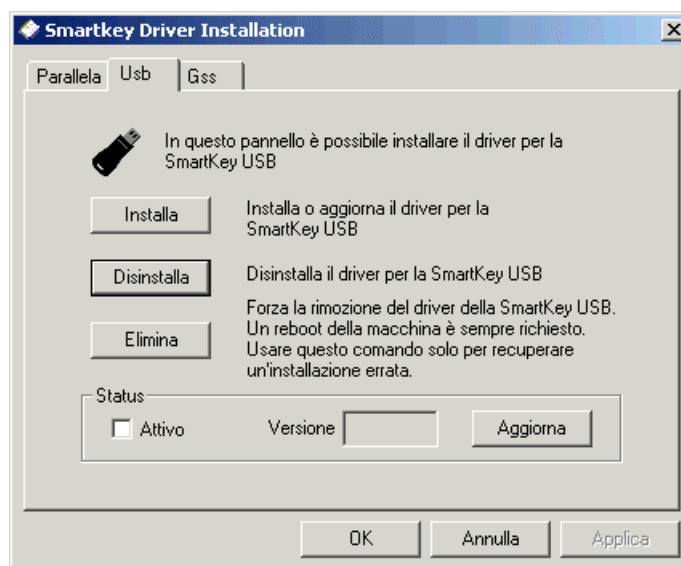 Smartkey Driver Installation
Parallela
Usb
Gss
In questo pannello è possibile installare il driver per la
SmartKey USB
Installa
Installa o aggiorna il driver per la
SmartKey USB
Disinstalla
Disinstalla il driver per la SmartKey USB
Elimina
Forza la rimozione del driver della SmartKey USB.
Un reboot della macchina è sempre richiesto.
Usare questo comando solo per recuperare
un'installazione errata.
Status
Attivo
Versione
Aggiorna
OK
Annulla
Applica